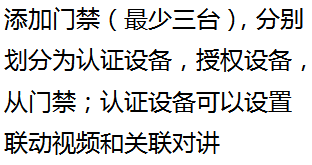 添加门禁（最少三台），分别
划分为认证设备，授权设备，
从门禁；认证设备可以设置
联动视频和关联对讲